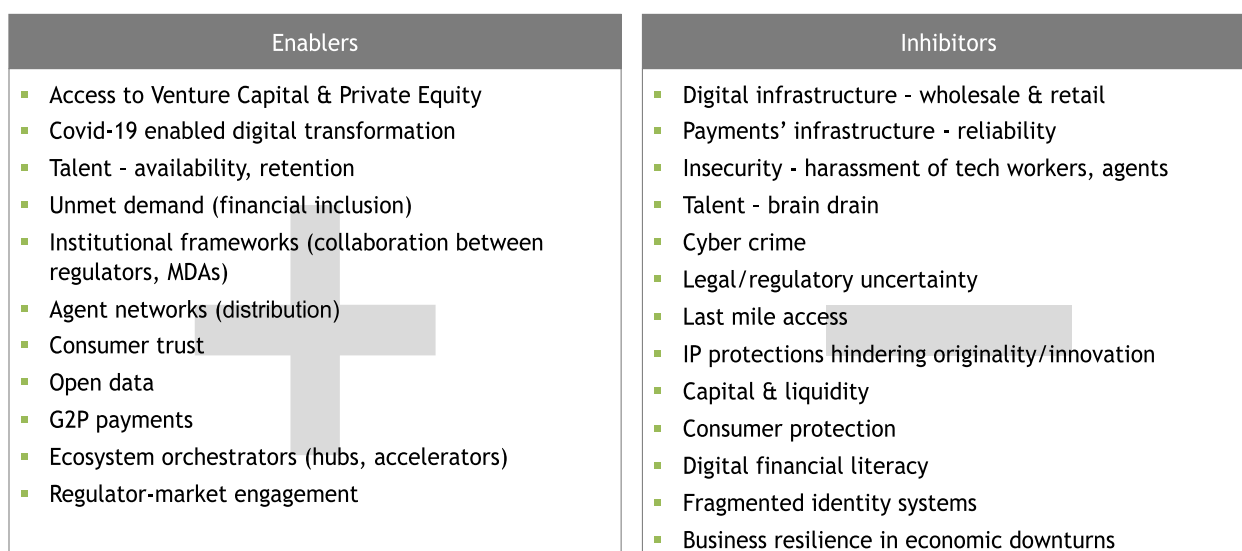 Enablers
Access to Venture Capital & Private Equity
Covid-19 enabled digital transformation
Talent – availability, retention
Unmet demand (financial inclusion)
Institutional frameworks (collaboration between
regulators, MDAs)
Agent networks (distribution)
Consumer trust
Open data
G2P payments
Ecosystem orchestrators (hubs, accelerators)
Regulator-market engagement
Inhibitors
Digital infrastructure – wholesale & retail
Payments’ infrastructure - reliability
Insecurity - harassment of tech workers, agents
Talent – brain drain
Cyber crime
Legal/regulatory uncertainty
Last mile access
IP protections hindering originality/innovation
Capital & liquidity
Consumer protection
Digital financial literacy
Fragmented identity systems
Business resilience in economic downturns